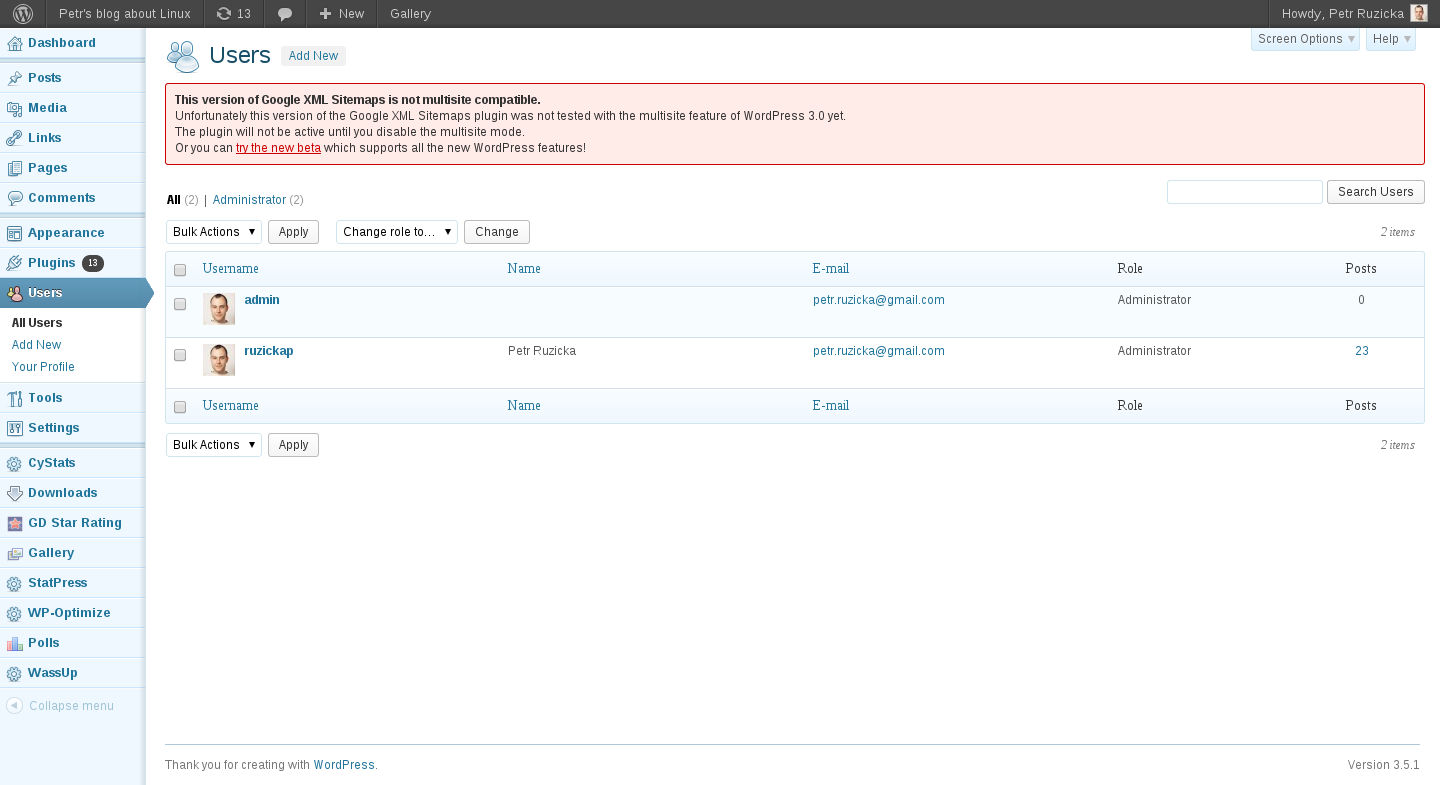 Petr's blog about Linux 13 New Gallery Howdy, Petr Ruzicka
Screen Options Help
Users Add New
Dashboard
Posts
Media
Links
Pages
Comments
Appearance
Plugins 13
Users
All Users
Add New
Your Profile
Tools
Settings
CyStats
Downloads
GD Star Rating
Gallery
StatPress
WP-Optimize
Polls
WassUp
Collapse menu
This version of Google XML Sitemaps is not multisite compatible.
Unfortunately this version of the Google XML Sitemaps plugin was not tested with the multisite feature of WordPress 3.0 yet.
The plugin will not be active until you disable the multisite mode.
Or you can try the new beta which supports all the new WordPress features!
All (2) | Administrator (2)
Search Users
Bulk Actions Apply Change role to... Change 2 items
Username Name E-mail Role Posts
admin petr.ruzicka@gmail.com Administrator 0
ruzickap Petr Ruzicka petr.ruzicka@gmail.com Administrator 23
Username Name E-mail Role Posts
Bulk Actions Apply 2 items
Thank you for creating with WordPress. Version 3.5.1